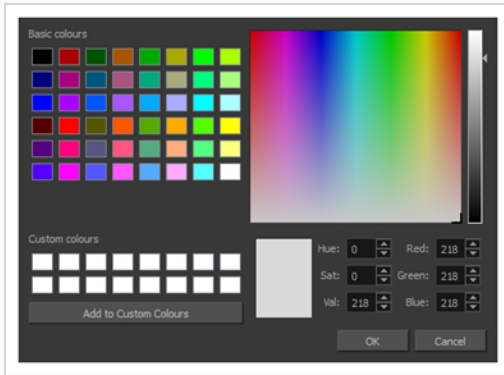 Basic colours
Custom colours
Add to Custom Colours
Hue: 0 Red: 218
Sat: 0 Green: 218
Val: 218 Blue: 218
OK Cancel